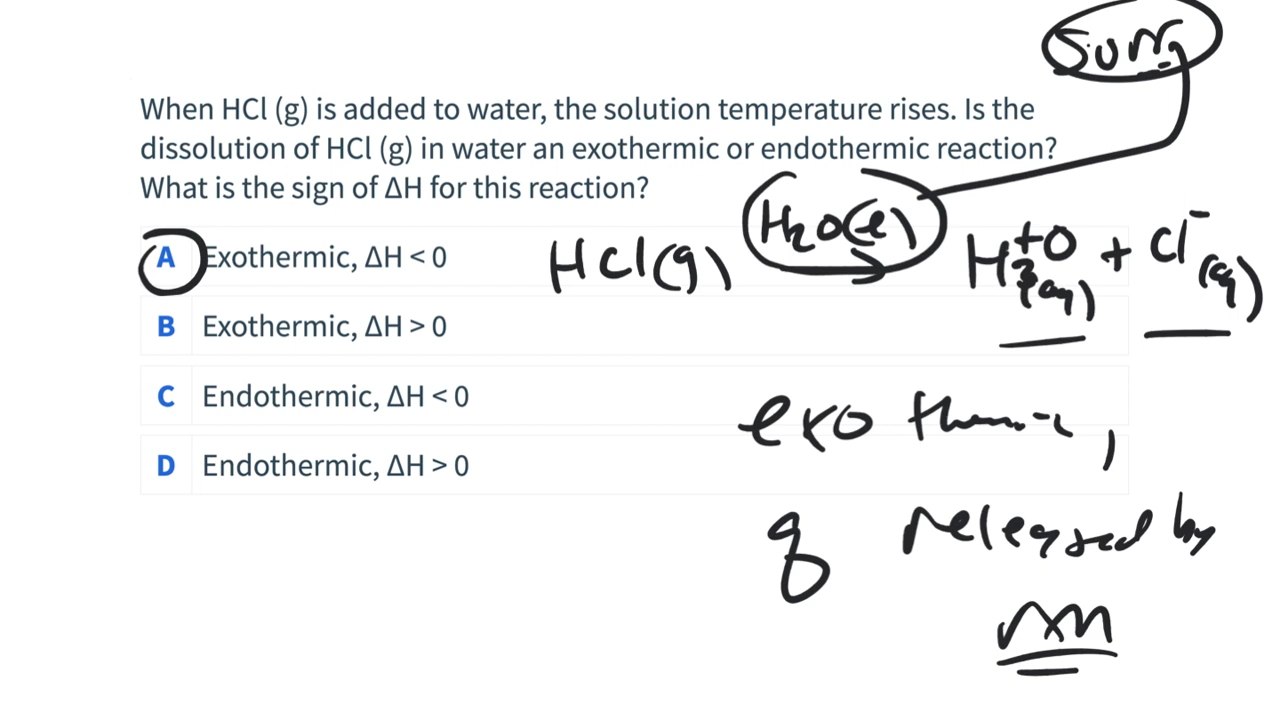 Surr
When HCl (g) is added to water, the solution temperature rises. Is the
dissolution of HCl (g) in water an exothermic or endothermic reaction?
What is the sign of ΔH for this reaction?
A Exothermic, ΔH < 0
HCl(g) H₂O(l) → H₃⁺O(aq) + Cl⁻(aq)
B Exothermic, ΔH > 0
C Endothermic, ΔH < 0
exothermic,
D Endothermic, ΔH > 0
q released by
rxn